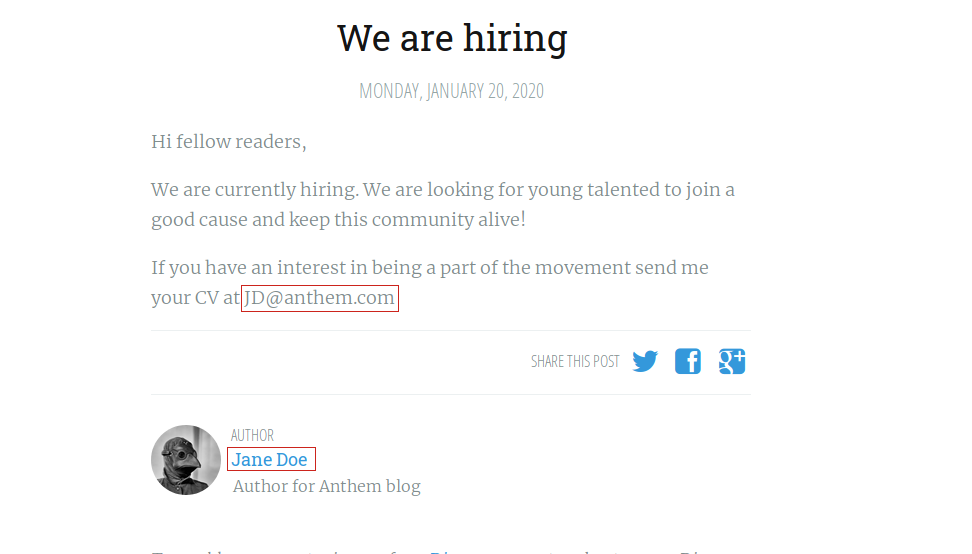 We are hiring
MONDAY, JANUARY 20, 2020
Hi fellow readers,
We are currently hiring. We are looking for young talented to join a
good cause and keep this community alive!
If you have an interest in being a part of the movement send me
your CV at JD@anthem.com
SHARE THIS POST
AUTHOR
Jane Doe
Author for Anthem blog